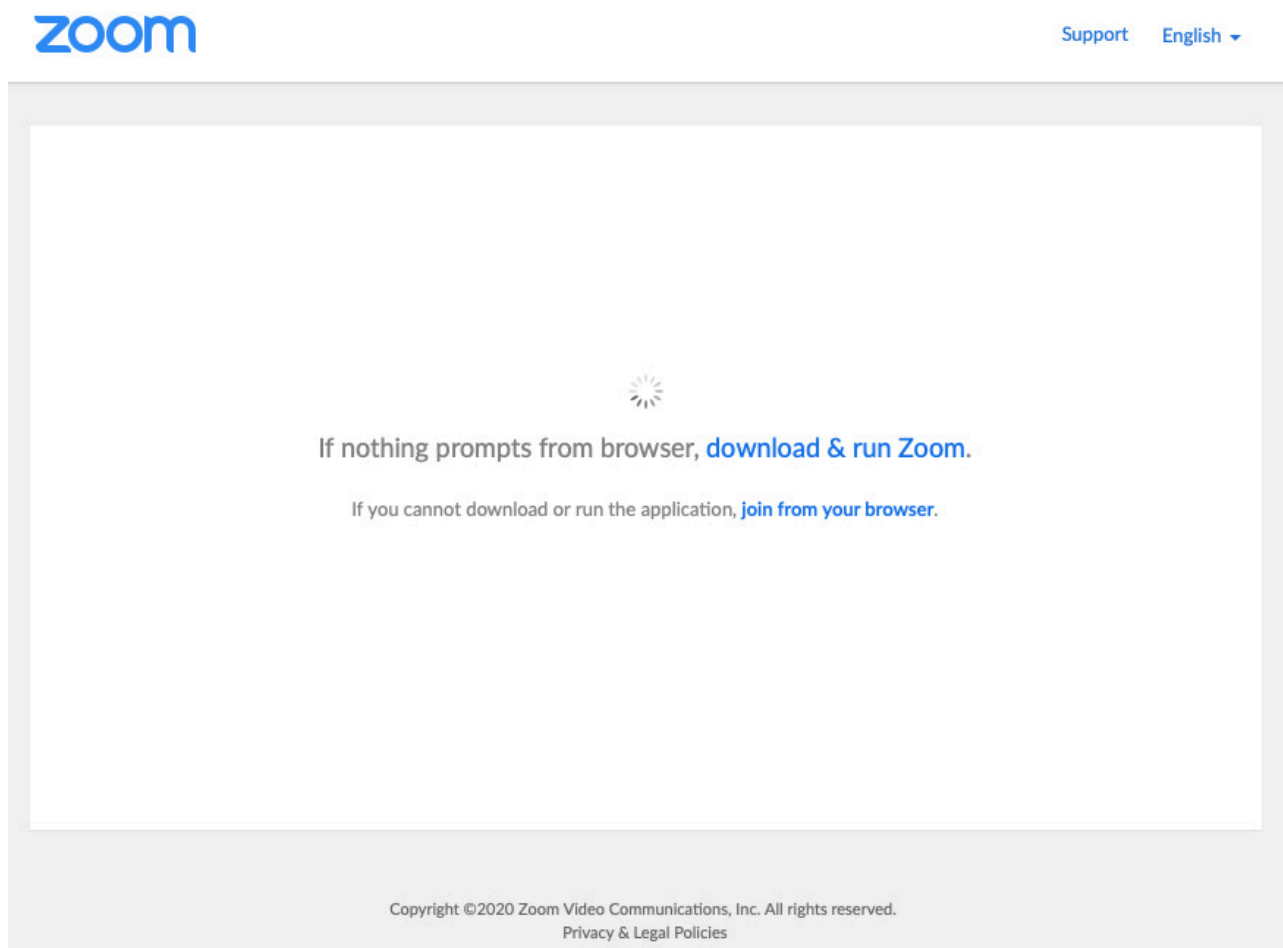 zoom
Support English
If nothing prompts from browser, download & run Zoom.
If you cannot download or run the application, join from your browser.
Copyright ©2020 Zoom Video Communications, Inc. All rights reserved.
Privacy & Legal Policies